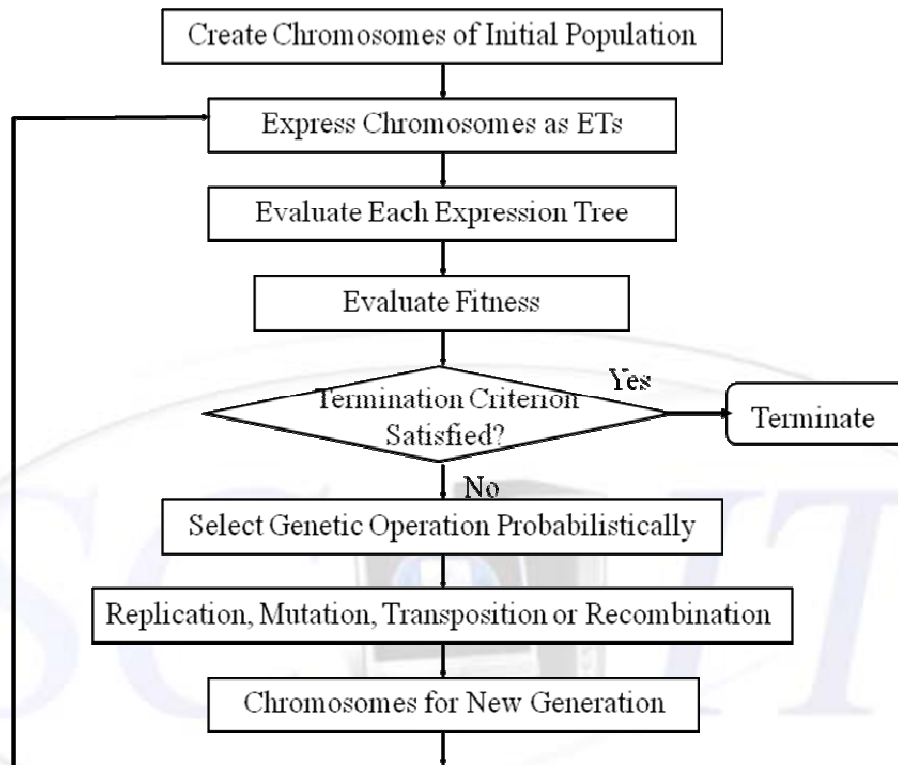 Create Chromosomes of Initial Population
Express Chromosomes as ETs
Evaluate Each Expression Tree
Evaluate Fitness
Termination Criterion
Satisfied?
Yes
Terminate
No
Select Genetic Operation Probabilistically
Replication, Mutation, Transposition or Recombination
Chromosomes for New Generation